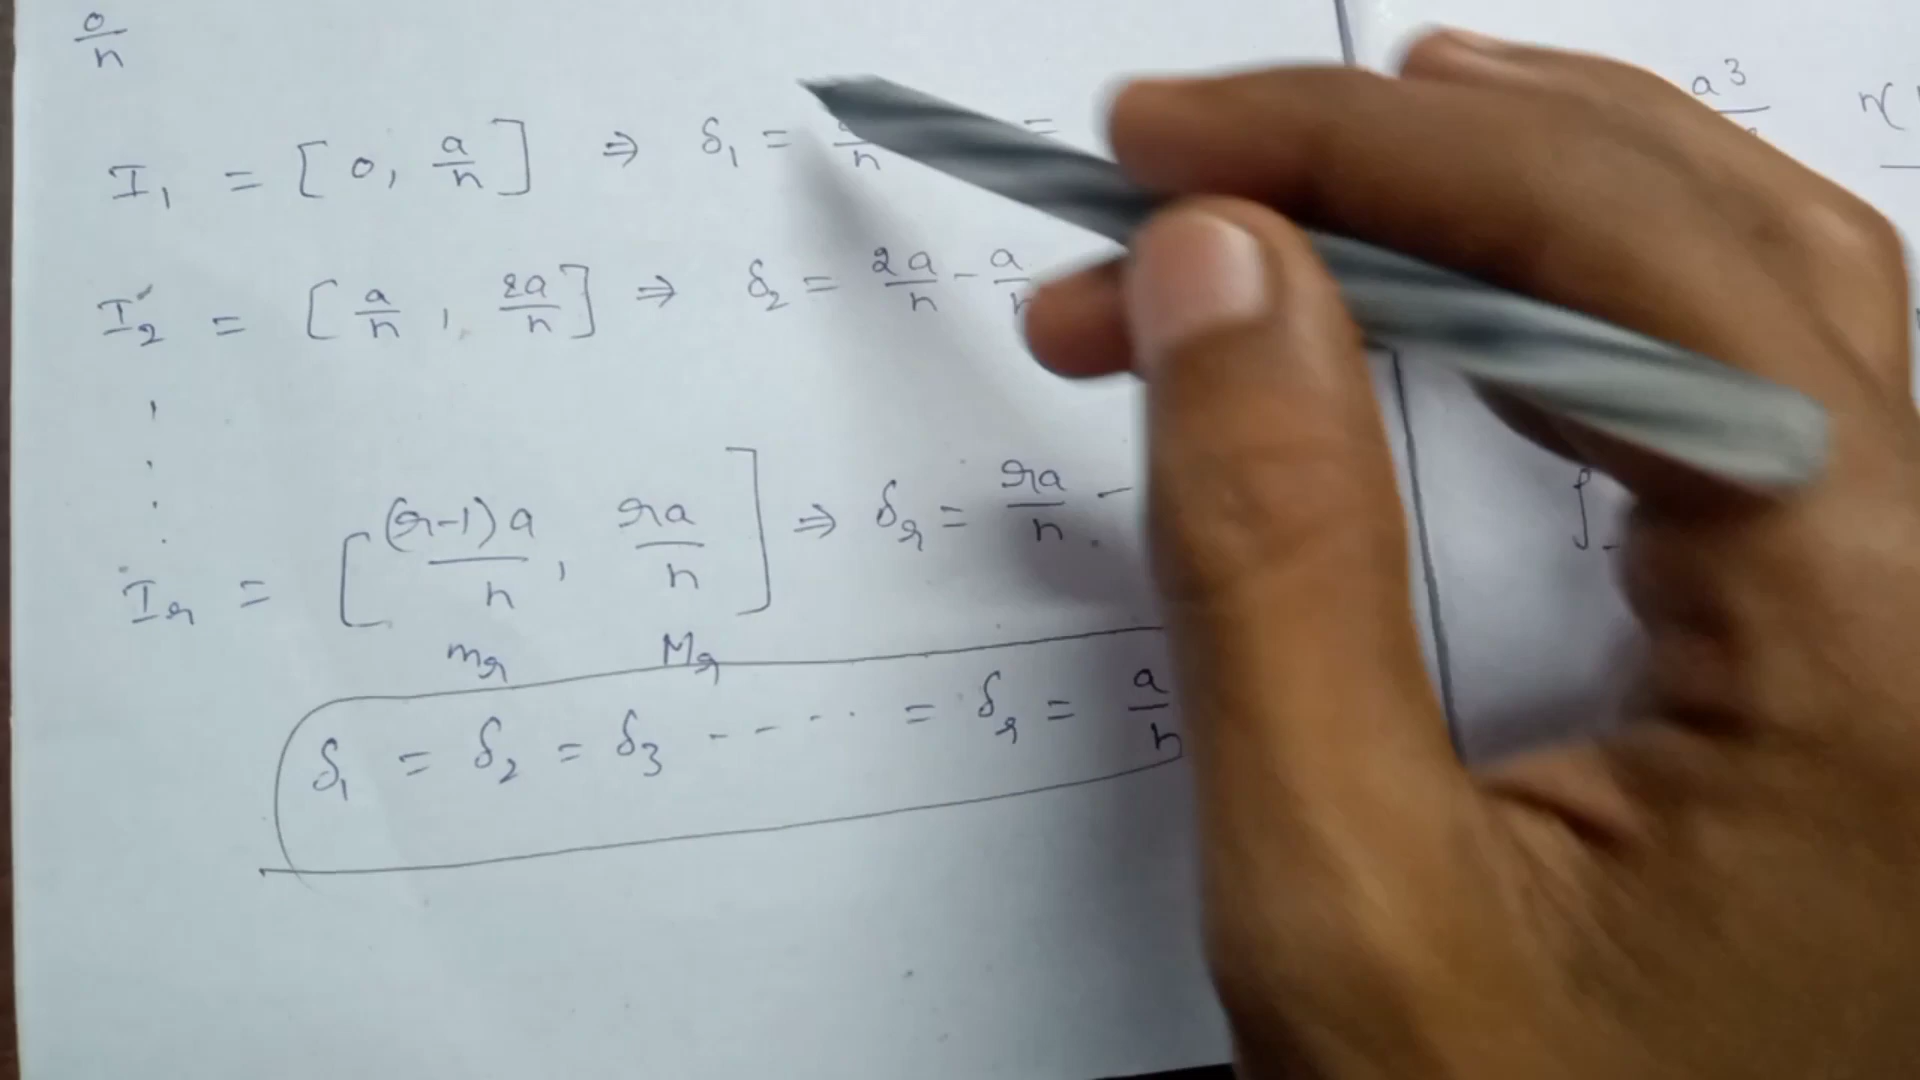 0/n
I₁ = [0, a/n] ⇒ δ₁ = a/n =
I₂ = [a/n, 2a/n] ⇒ δ₂ = 2a/n - a/n
Iᵣ = [(r-1)a/n, ra/n] ⇒ δᵣ = ra/n -
mᵣ Mᵣ
δ₁ = δ₂ = δ₃ - - - - · · = δᵣ = a/n
a³
n(
∫